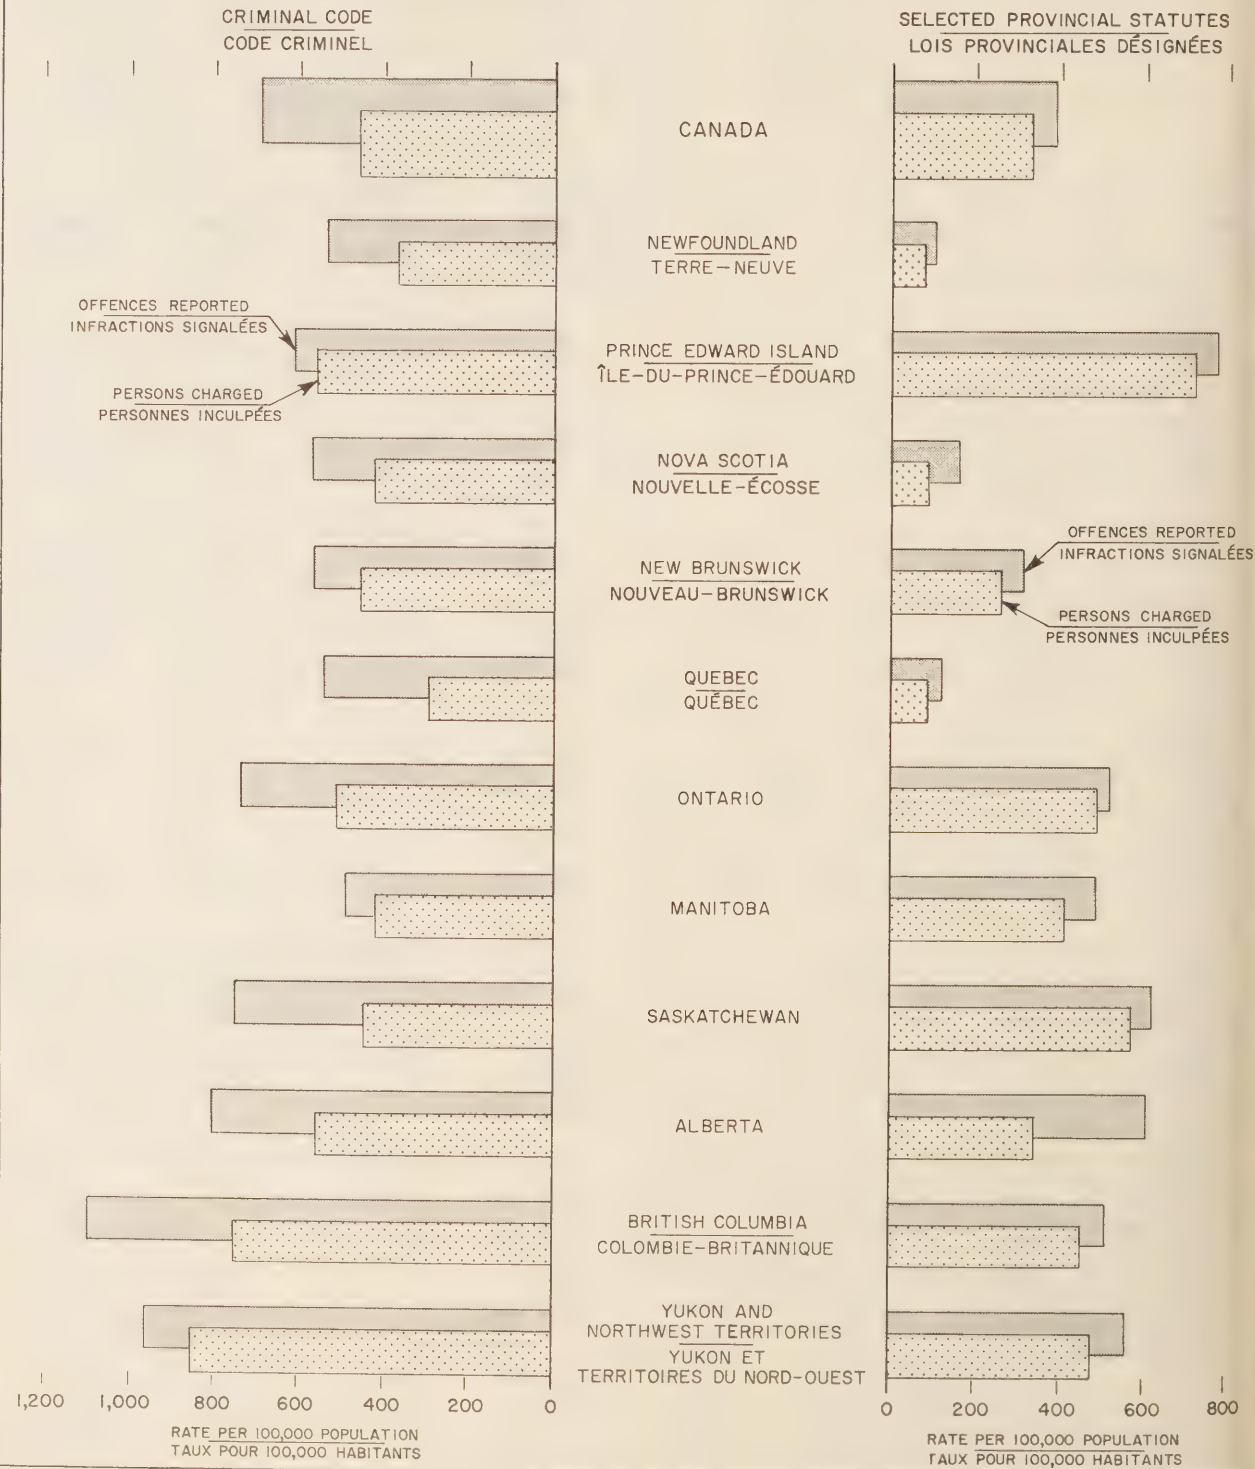 CRIMINAL CODE
CODE CRIMINEL
SELECTED PROVINCIAL STATUTES
LOIS PROVINCIALES DÉSIGNÉES
CANADA
NEWFOUNDLAND
TERRE-NEUVE
OFFENCES REPORTED
INFRACTIONS SIGNALÉES
PERSONS CHARGED
PERSONNES INCULPÉES
PRINCE EDWARD ISLAND
ÎLE-DU-PRINCE-ÉDOUARD
NOVA SCOTIA
NOUVELLE-ÉCOSSE
NEW BRUNSWICK
NOUVEAU-BRUNSWICK
OFFENCES REPORTED
INFRACTIONS SIGNALÉES
PERSONS CHARGED
PERSONNES INCULPÉES
QUEBEC
QUÉBEC
ONTARIO
MANITOBA
SASKATCHEWAN
ALBERTA
BRITISH COLUMBIA
COLOMBIE-BRITANNIQUE
YUKON AND
NORTHWEST TERRITORIES
YUKON ET
TERRITOIRES DU NORD-OUEST
1,200 1,000 800 600 400 200 0
0 200 400 600 800
RATE PER 100,000 POPULATION
TAUX POUR 100,000 HABITANTS
RATE PER 100,000 POPULATION
TAUX POUR 100,000 HABITANTS